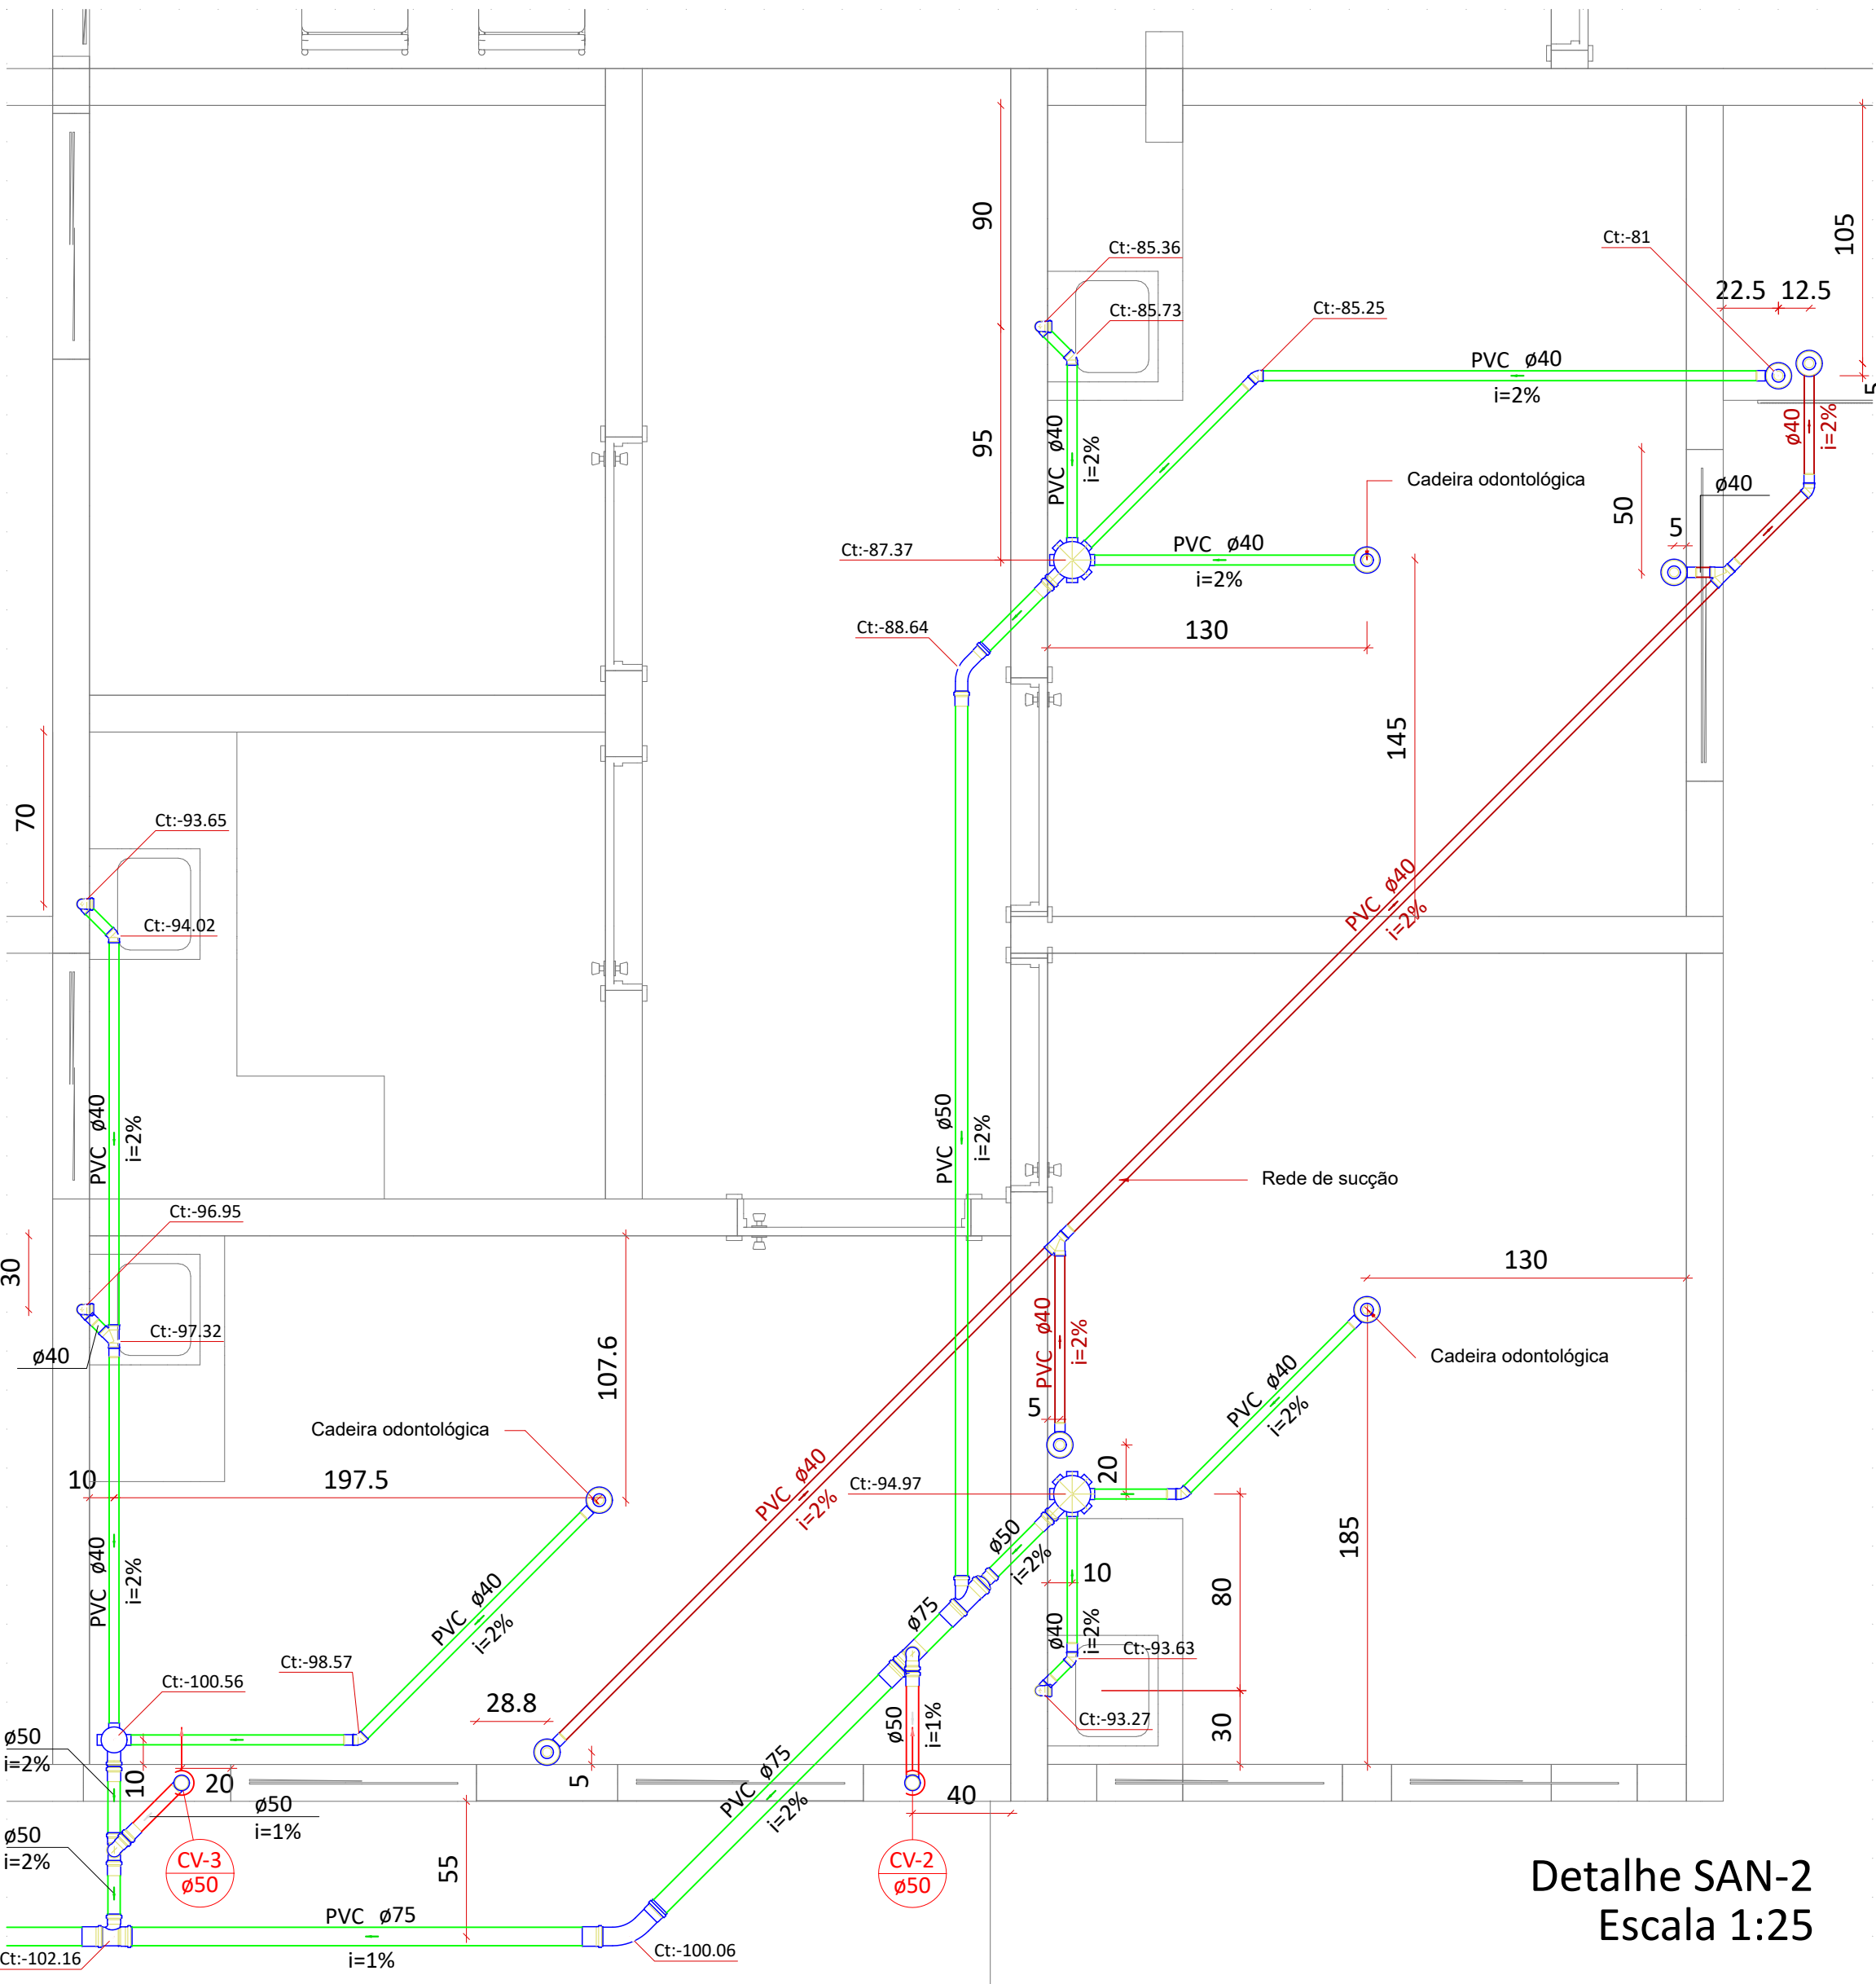 90
Ct:-85.36
Ct:-81
105
22.5
12.5
Ct:-85.73
Ct:-85.25
PVC ø40
i=2%
5
95
PVC ø40
i=2%
ø40
i=2%
Cadeira odontológica
ø40
50
5
Ct:-87.37
PVC ø40
i=2%
Ct:-88.64
130
145
70
Ct:-93.65
Ct:-94.02
PVC ø40
i=2%
PVC ø40
i=2%
PVC ø50
i=2%
Rede de sucção
Ct:-96.95
30
Ct:-97.32
ø40
107.6
130
PVC ø40
i=2%
Cadeira odontológica
PVC ø40
i=2%
5
Cadeira odontológica
10
197.5
PVC ø40
i=2%
Ct:-94.97
20
185
PVC ø40
i=2%
ø50
i=2%
10
80
PVC ø40
i=2%
ø75
ø40
i=2%
Ct:-93.63
Ct:-98.57
Ct:-100.56
28.8
ø50
i=1%
Ct:-93.27
30
ø50
i=2%
10
20
5
PVC ø75
i=2%
40
ø50
i=1%
ø50
i=2%
CV-3
ø50
55
CV-2
ø50
PVC ø75
i=1%
Ct:-102.16
Ct:-100.06
Detalhe SAN-2
Escala 1:25